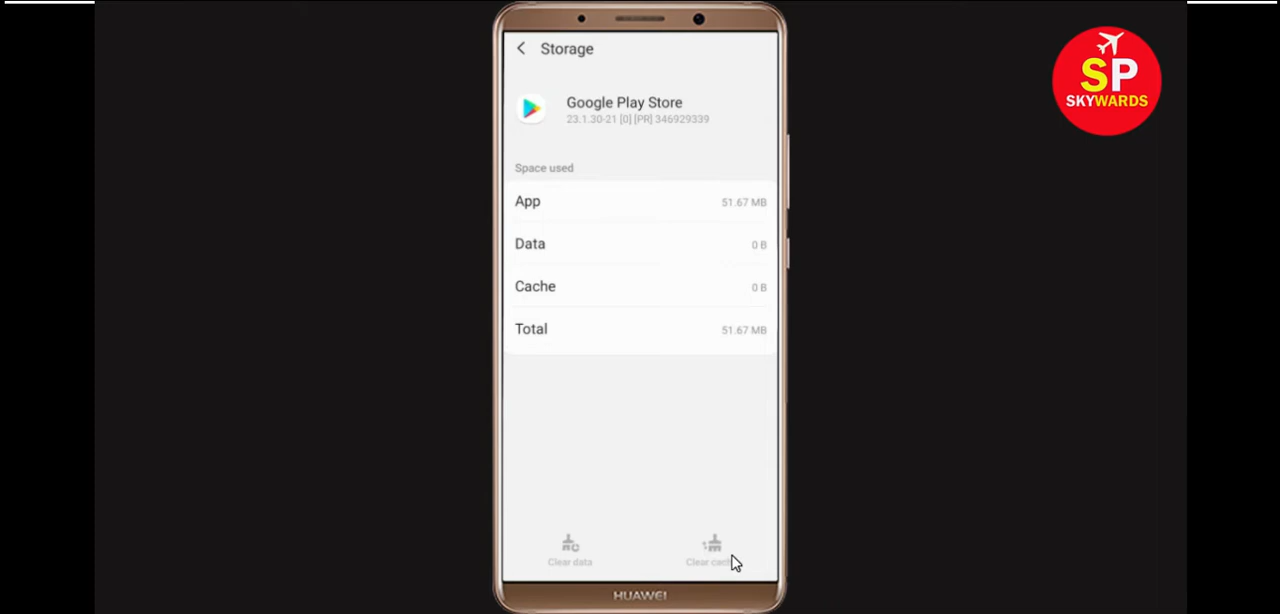 Storage
Google Play Store
23.1.30-21 [0] [PR] 346929339
Space used
App 51.67 MB
Data 0 B
Cache 0 B
Total 51.67 MB
Clear data
Clear
HUAWEI
SP
SKYWARDS